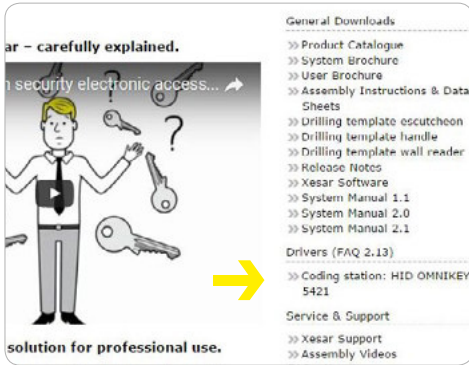 ar – carefully explained.
n security electronic access...
? ?
solution for professional use.
General Downloads
» Product Catalogue
» System Brochure
» User Brochure
» Assembly Instructions & Data
Sheets
» Drilling template escutcheon
» Drilling template handle
» Drilling template wall reader
» Release Notes
» Xesar Software
» System Manual 1.1
» System Manual 2.0
» System Manual 2.1
Drivers (FAQ 2.13)
» Coding station: HID OMNIKEY
5421
Service & Support
» Xesar Support
» Assembly Videos